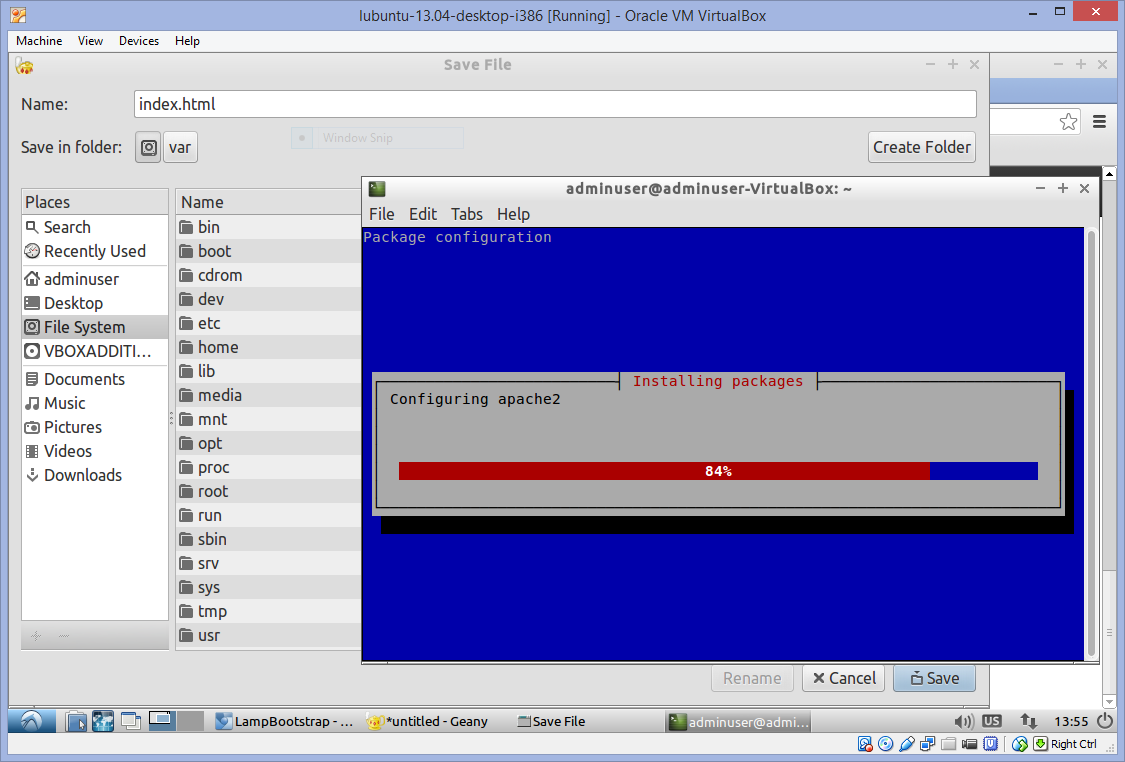 lubuntu-13.04-desktop-i386 [Running] - Oracle VM VirtualBox
Machine View Devices Help
Save File
Name: index.html
Window Snip
Save in folder: var Create Folder
Places
Search
Recently Used
adminuser
Desktop
File System
VBOXADDITI...
Documents
Music
Pictures
Videos
Downloads
Name
bin
boot
cdrom
dev
etc
home
lib
media
mnt
opt
proc
root
run
sbin
srv
sys
tmp
usr
adminuser@adminuser-VirtualBox: ~
File Edit Tabs Help
Package configuration
Installing packages
Configuring apache2
84%
Rename Cancel Save
LampBootstrap - ... *untitled - Geany Save File adminuser@admi... US 13:55
Right Ctrl